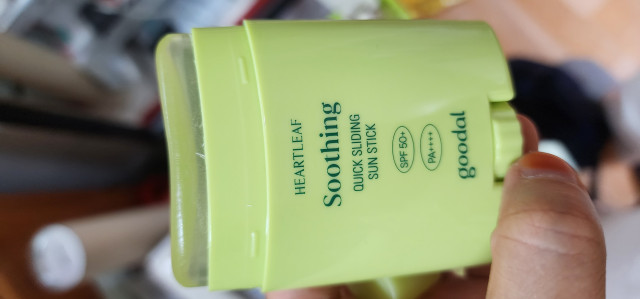 HEARTLEAF
Soothing
QUICK SLIDING
SUN STICK
SPF 50+
PA++++
goodal